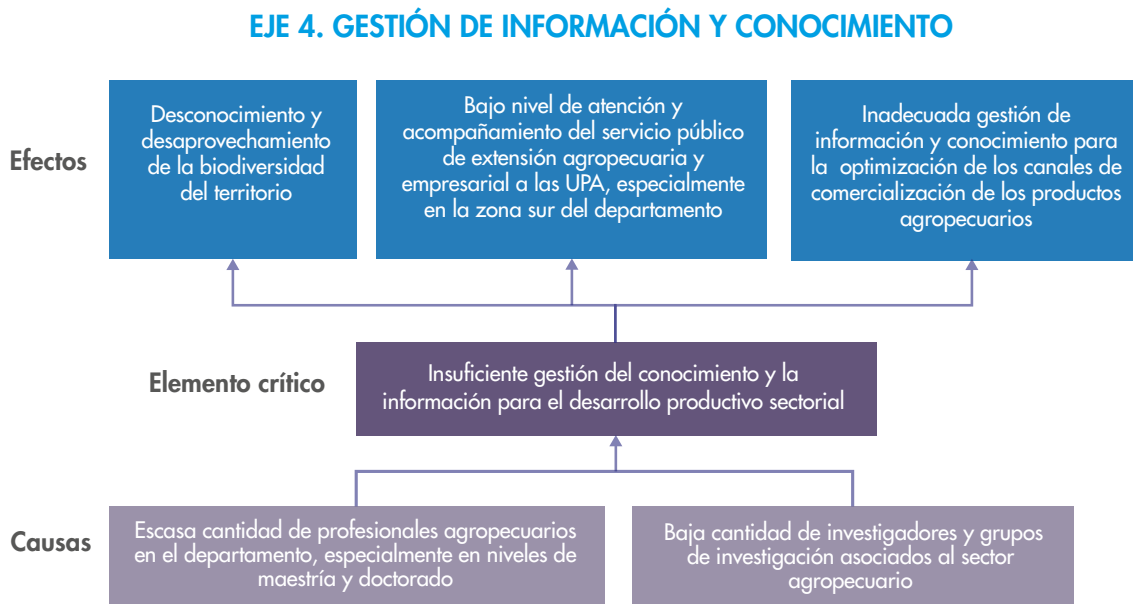 EJE 4. GESTIÓN DE INFORMACIÓN Y CONOCIMIENTO
Efectos
Desconocimiento y
desaprovechamiento
de la biodiversidad
del territorio
Bajo nivel de atención y
acompañamiento del servicio público
de extensión agropecuaria y
empresarial a las UPA, especialmente
en la zona sur del departamento
Inadecuada gestión de
información y conocimiento para
la optimización de los canales de
comercialización de los productos
agropecuarios
Elemento crítico
Insuficiente gestión del conocimiento y la
información para el desarrollo productivo sectorial
Causas
Escasa cantidad de profesionales agropecuarios
en el departamento, especialmente en niveles de
maestría y doctorado
Baja cantidad de investigadores y grupos
de investigación asociados al sector
agropecuario